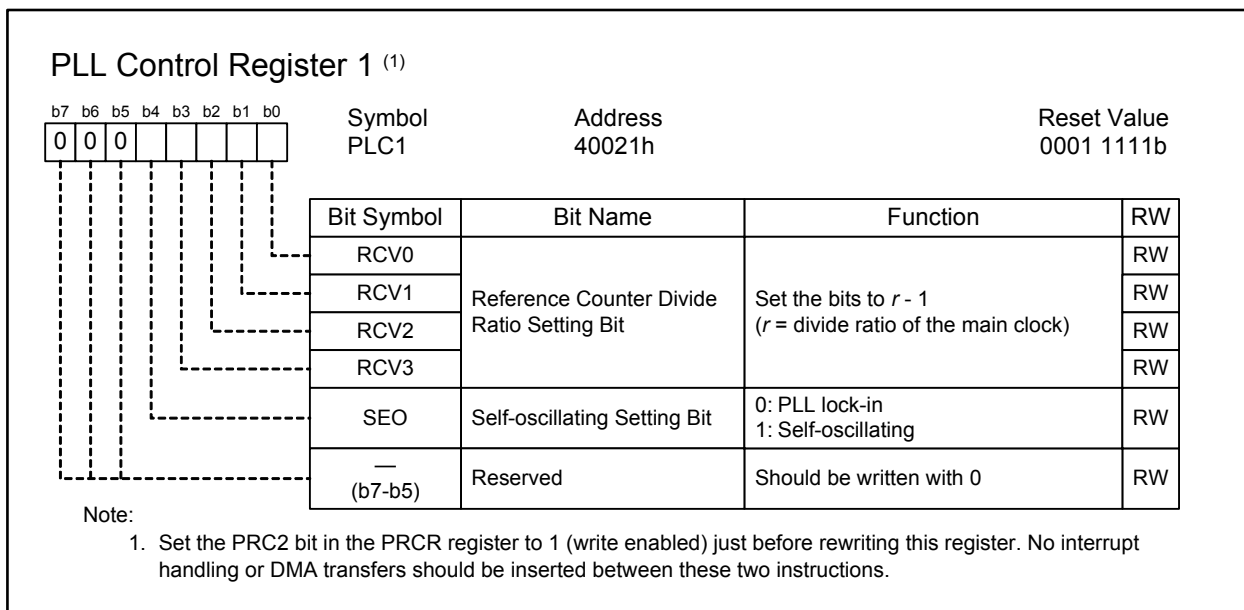 PLL Control Register 1 (1)
b7 b6 b5 b4 b3 b2 b1 b0
0 0 0
Symbol Address Reset Value
PLC1 40021h 0001 1111b
Bit Symbol Bit Name Function RW
RCV0 RW
RCV1 RW
RCV2 RW
RCV3 RW
Reference Counter Divide
Ratio Setting Bit
Set the bits to r - 1
(r = divide ratio of the main clock)
SEO Self-oscillating Setting Bit 0: PLL lock-in
1: Self-oscillating RW
—
(b7-b5) Reserved Should be written with 0 RW
Note:
1. Set the PRC2 bit in the PRCR register to 1 (write enabled) just before rewriting this register. No interrupt
handling or DMA transfers should be inserted between these two instructions.